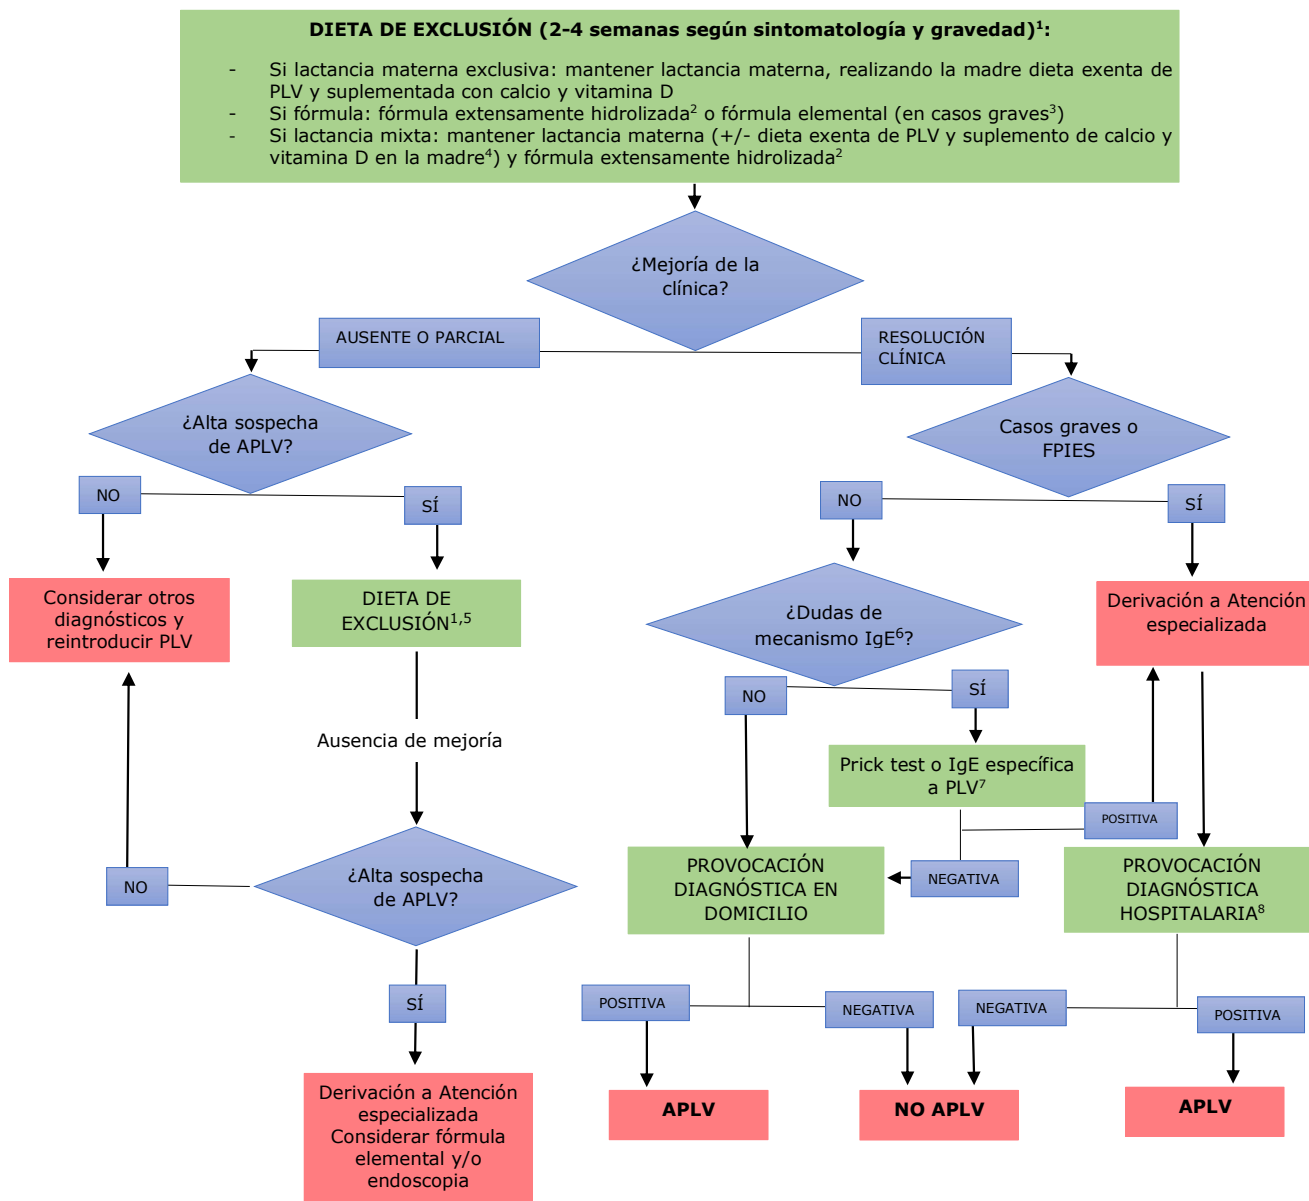 DIETA DE EXCLUSIÓN (2-4 semanas según sintomatología y gravedad)¹:
- Si lactancia materna exclusiva: mantener lactancia materna, realizando la madre dieta exenta de
PLV y suplementada con calcio y vitamina D
- Si fórmula: fórmula extensamente hidrolizada² o fórmula elemental (en casos graves³)
- Si lactancia mixta: mantener lactancia materna (+/- dieta exenta de PLV y suplemento de calcio y
vitamina D en la madre⁴) y fórmula extensamente hidrolizada²
¿Mejoría de la
clínica?
AUSENTE O PARCIAL
RESOLUCIÓN
CLÍNICA
¿Alta sospecha
de APLV?
Casos graves o
FPIES
NO
SÍ
NO
SÍ
Considerar otros
diagnósticos y
reintroducir PLV
DIETA DE
EXCLUSIÓN¹,⁵
¿Dudas de
mecanismo IgE⁶?
Derivación a Atención
especializada
NO
SÍ
Ausencia de mejoría
Prick test o IgE específica
a PLV⁷
POSITIVA
NEGATIVA
¿Alta sospecha
de APLV?
NO
PROVOCACIÓN
DIAGNÓSTICA EN
DOMICILIO
PROVOCACIÓN
DIAGNÓSTICA
HOSPITALARIA⁸
SÍ
POSITIVA
NEGATIVA
NEGATIVA
POSITIVA
Derivación a Atención
especializada
Considerar fórmula
elemental y/o
endoscopia
APLV
NO APLV
APLV